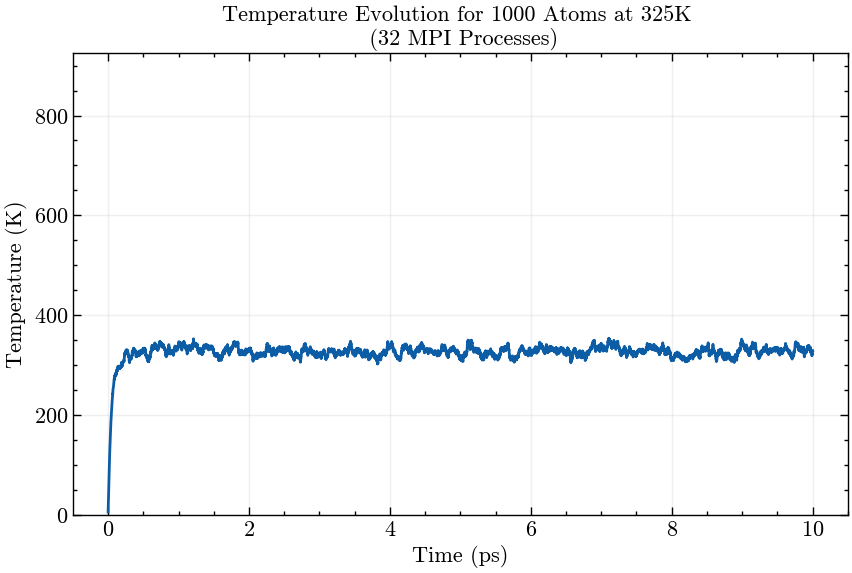 Temperature Evolution for 1000 Atoms at 325K
(32 MPI Processes)
Temperature (K)
800
600
400
200
0
0 2 4 6 8 10
Time (ps)